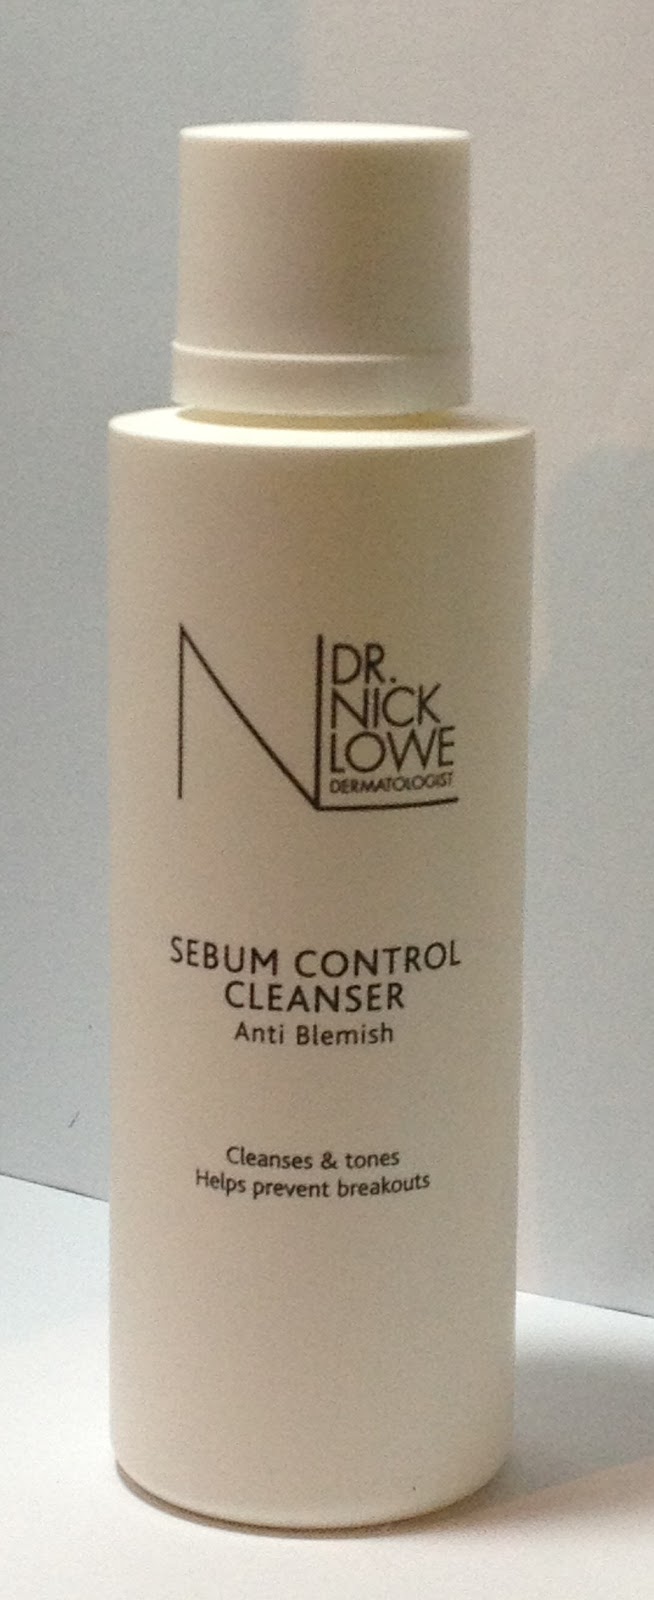 DR.
NICK
LOWE
DERMATOLOGIST
SEBUM CONTROL
CLEANSER
Anti Blemish
Cleanses & tones
Helps prevent breakouts